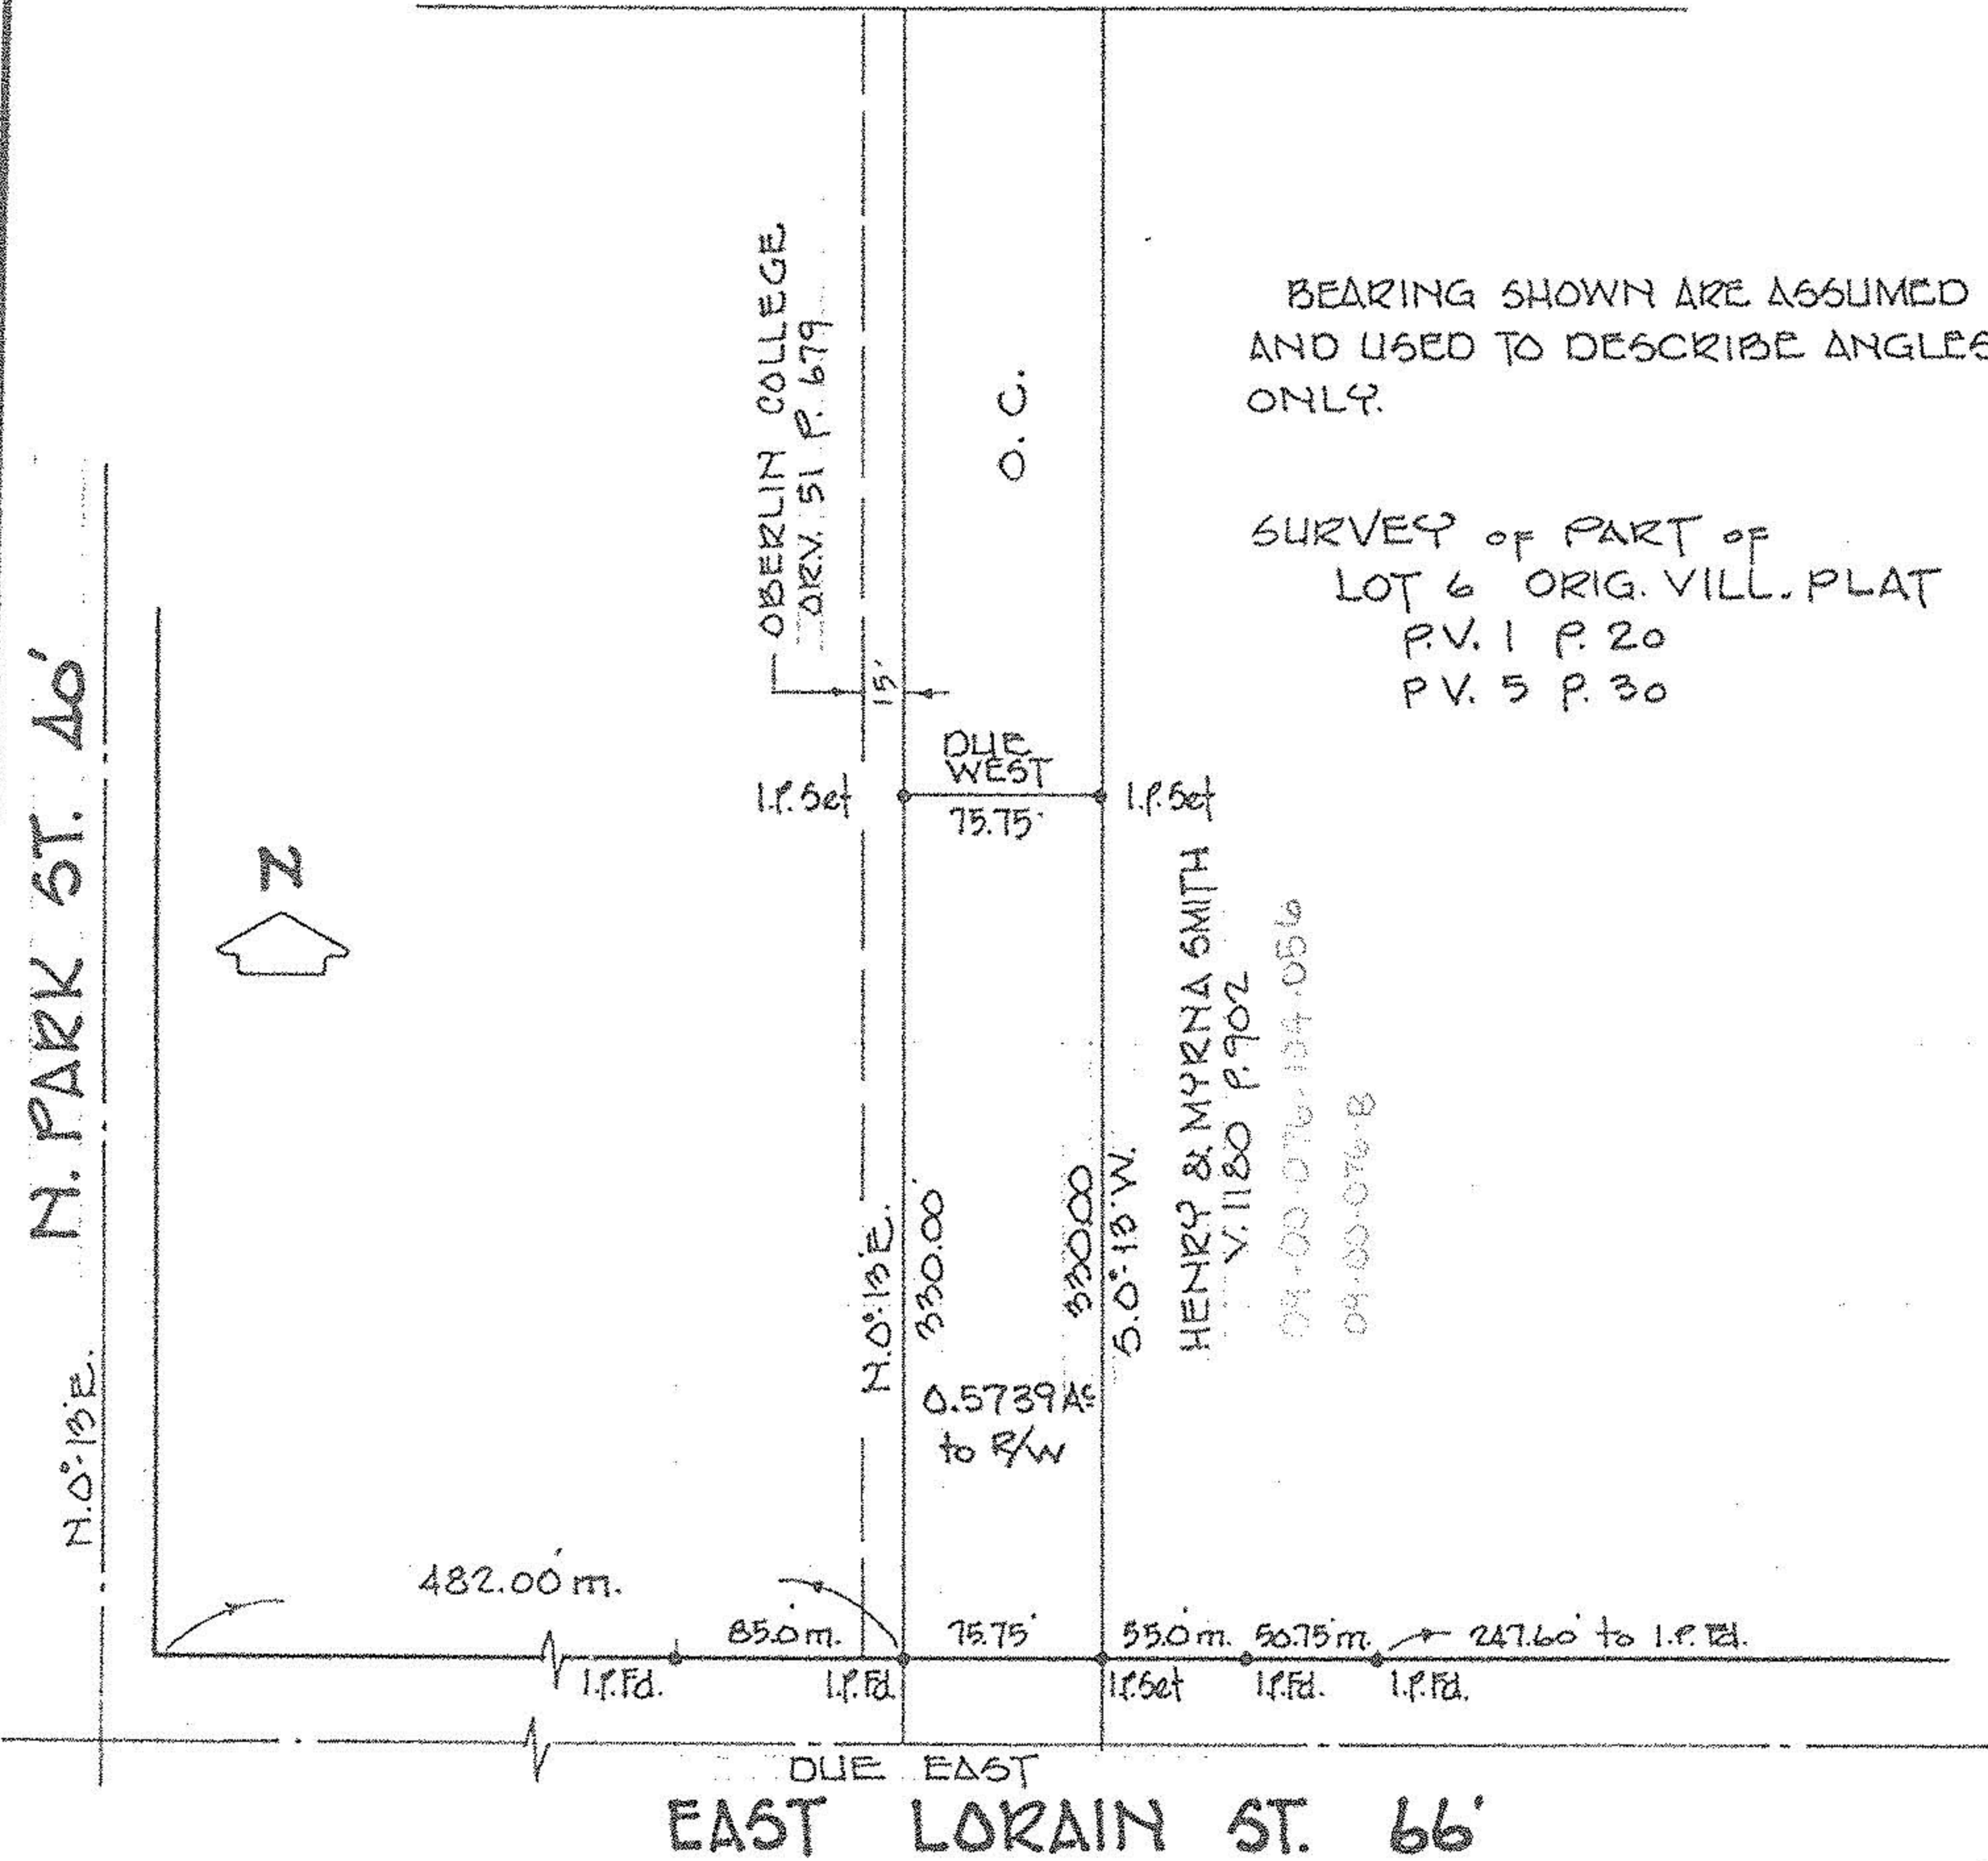 OBERLIN COLLEGE
O.R.V. 51 P. 679
O. C.
BEARING SHOWN ARE ASSUMED
AND USED TO DESCRIBE ANGLES
ONLY.
SURVEY OF PART OF
LOT 6 ORIG. VILL. PLAT
P.V. 1 P. 20
P V. 5 P. 30
15'
DUE
WEST
I.P. Set
75.75'
I.P. Set
N. PARK ST. 40'
N
HENRY & MYRNA SMITH
V. 1180 P. 902
N. 0°-13' E.
330.00'
330.00
S. 0°-13' W.
0.5739 Ac
to R/W
N. 0°-13' E.
482.00' m.
85.0' m.
75.75'
55.0' m.
50.75' m.
247.60' to I.P. Fd.
I.P. Fd.
I.P. Fd.
I.P. Set
I.P. Fd.
I.P. Fd.
DUE EAST
EAST LORAIN ST. 66'